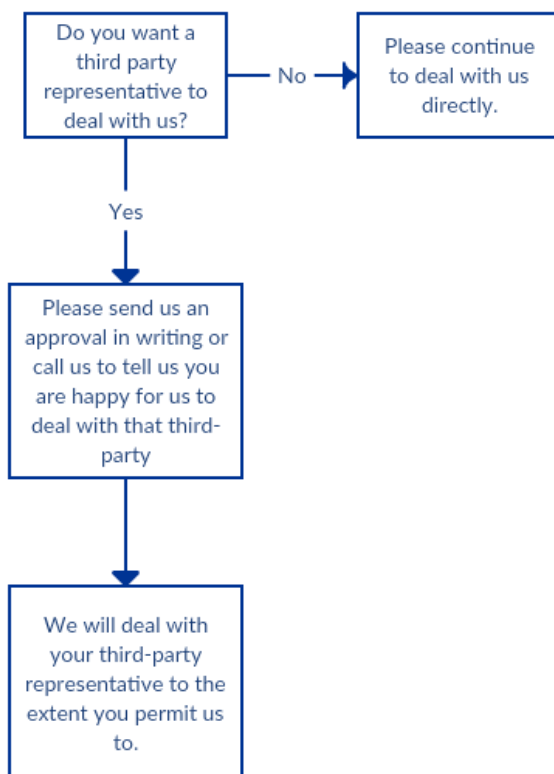 Do you want a
third party
representative to
deal with us?
No
Please continue
to deal with us
directly.
Yes
Please send us an
approval in writing or
call us to tell us you
are happy for us to
deal with that third-
party
We will deal with
your third-party
representative to the
extent you permit us
to.